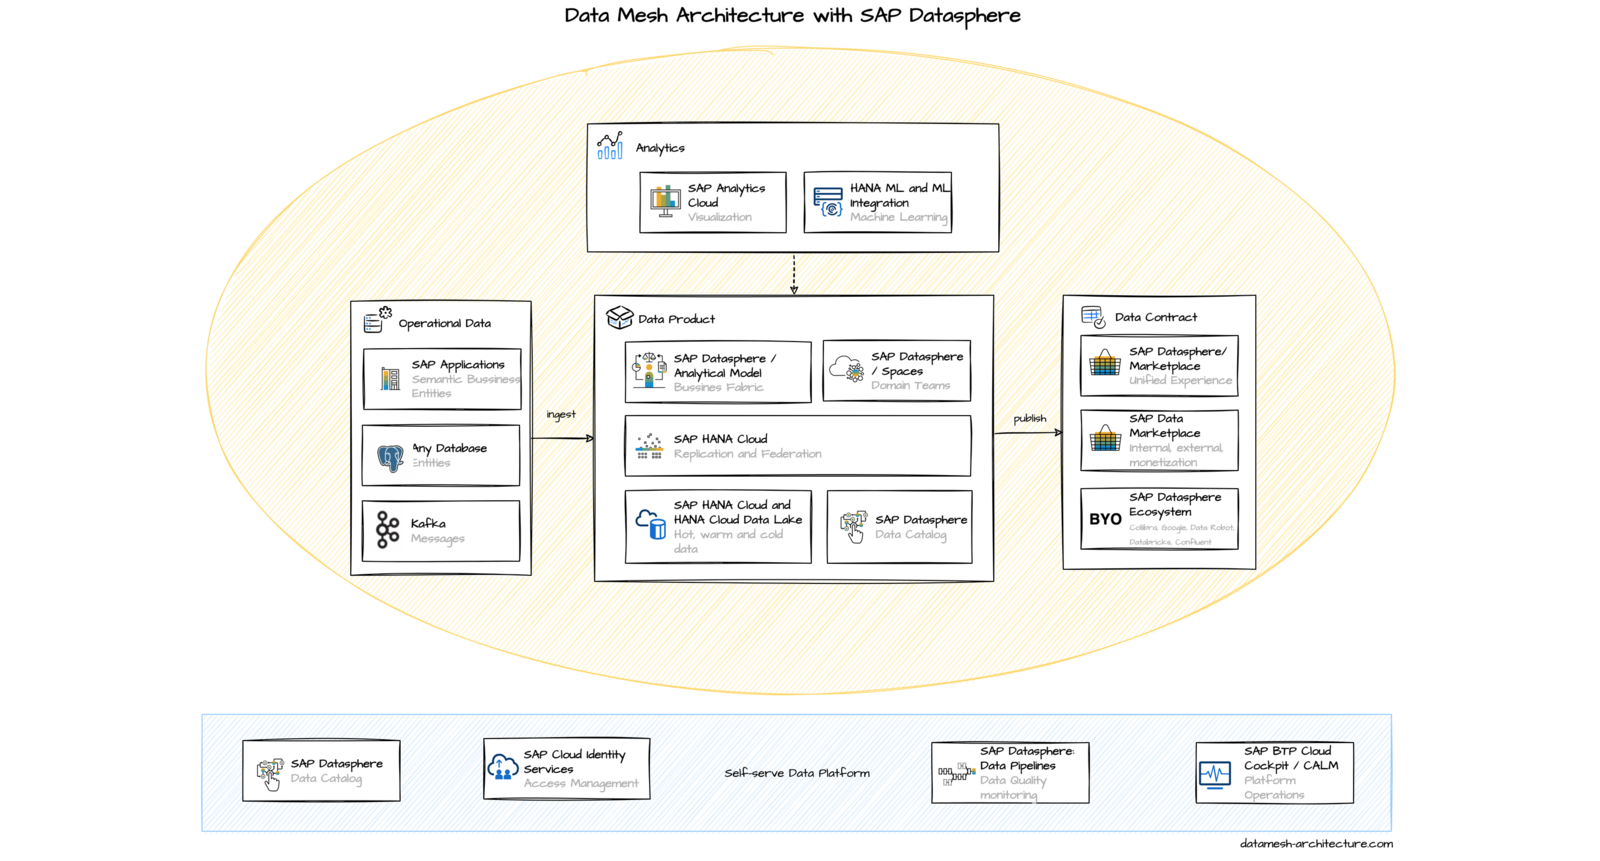 Data Mesh Architecture with SAP Datasphere
Analytics
SAP Analytics
Cloud
Visualization
HANA ML and ML
Integration
Machine Learning
Operational Data
SAP Applications
Semantic Bussiness
Entities
Any Database
Entities
Kafka
Messages
ingest
Data Product
SAP Datasphere /
Analytical Model
Bussines Fabric
SAP Datasphere
/ Spaces
Domain Teams
SAP HANA Cloud
Replication and Federation
SAP HANA Cloud and
HANA Cloud Data Lake
Hot, warm and cold
data
SAP Datasphere
Data Catalog
publish
Data Contract
SAP Datasphere/
Marketplace
Unified Experience
SAP Data
Marketplace
Internal, external,
monetization
BYO
SAP Datasphere
Ecosystem
Collibra, Google, Data Robot,
Databricks, Confluent
SAP Datasphere
Data Catalog
SAP Cloud Identity
Services
Access Management
Self-serve Data Platform
SAP Datasphere:
Data Pipelines
Data Quality
monitoring
SAP BTP Cloud
Cockpit / CALM
Platform
Operations
datamesh-architecture.com